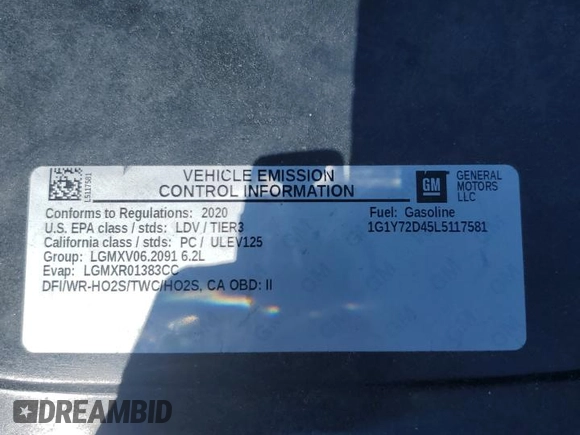 L5117581
VEHICLE EMISSION
CONTROL INFORMATION
GM
GENERAL
MOTORS
LLC
Conforms to Regulations: 2020
U.S. EPA class / stds: LDV / TIER3
California class / stds: PC / ULEV125
Group: LGMXV06.2091 6.2L
Evap: LGMXR01383CC
DFI/WR-HO2S/TWC/HO2S, CA OBD: II
Fuel: Gasoline
1G1Y72D45L5117581
DREAMBID